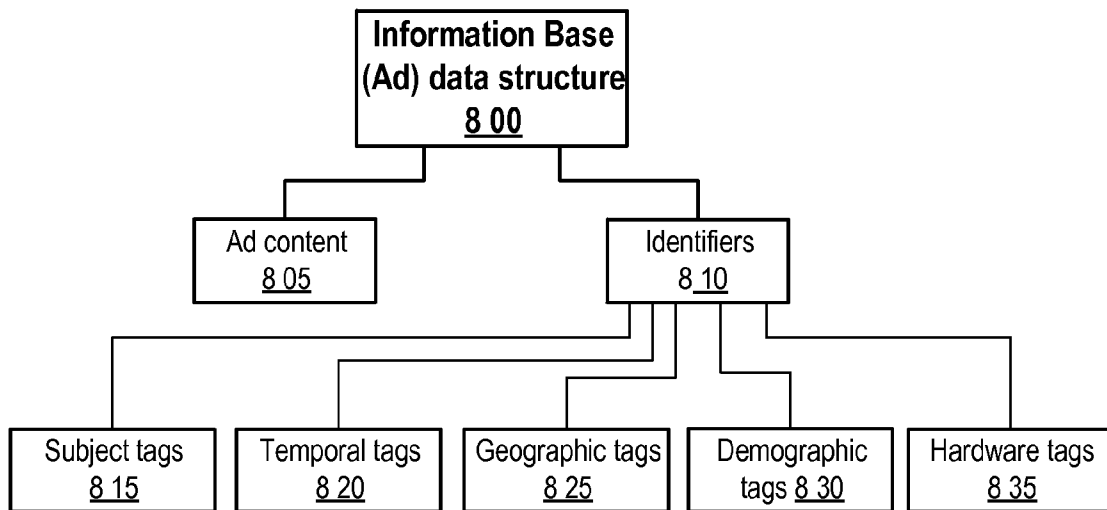 Information Base
(Ad) data structure
8 00
Ad content
8 05
Identifiers
8 10
Subject tags
8 15
Temporal tags
8 20
Geographic tags
8 25
Demographic
tags 8 30
Hardware tags
8 35